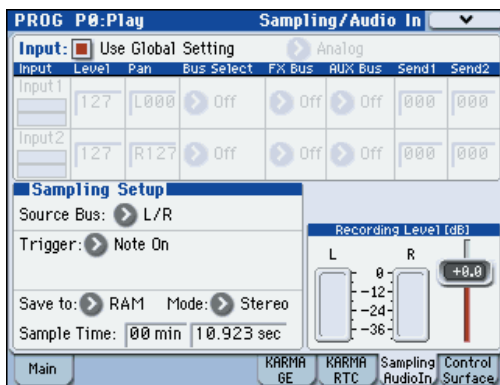 PROG P0:Play Sampling/Audio In
Input: Use Global Setting Analog
Input Level Pan Bus Select FX Bus AUX Bus Send1 Send2
Input1 127 L000 Off Off Off 000 000
Input2 127 R127 Off Off Off 000 000
Sampling Setup
Source Bus: L/R
Trigger: Note On
Save to: RAM Mode: Stereo
Sample Time: 00 min 10.923 sec
Recording Level [dB]
L R
0
-12
-24
-36
+0.0
Main
KARMA GE
KARMA RTC
Sampling AudioIn
Control Surface